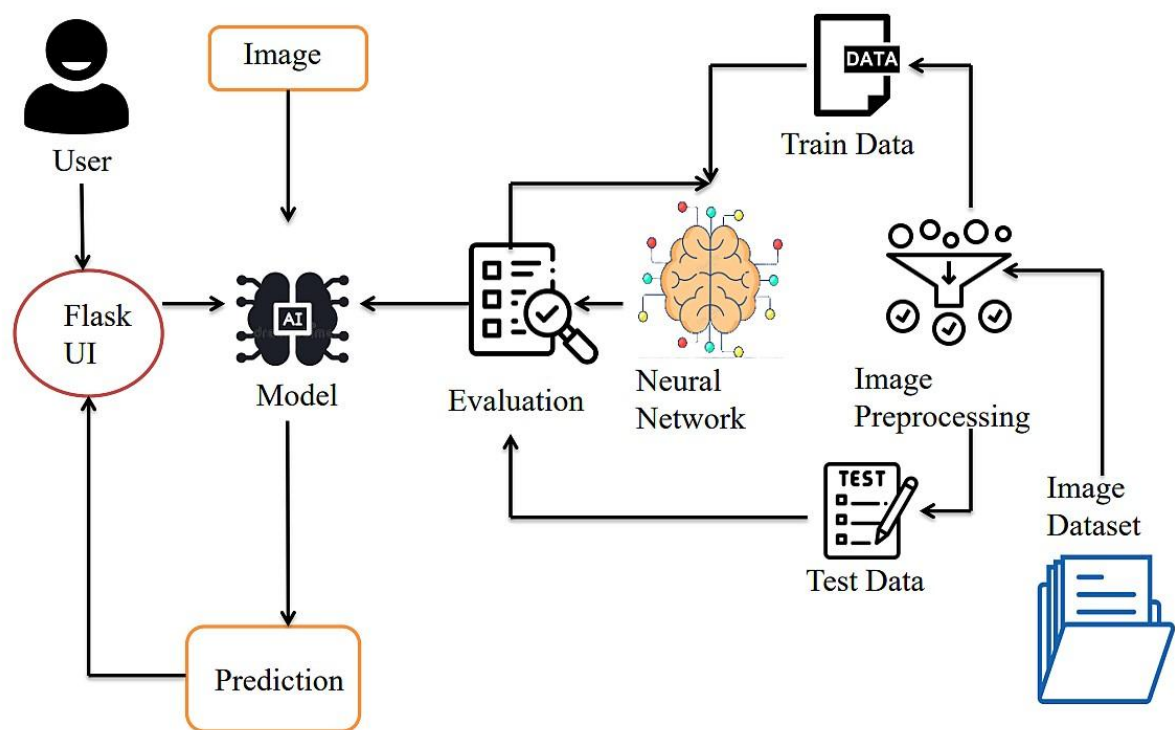 Image
DATA
User
Train Data
Flask
UI
AI
Model
Evaluation
Neural
Network
Image
Preprocessing
TEST
Test Data
Image
Dataset
Prediction